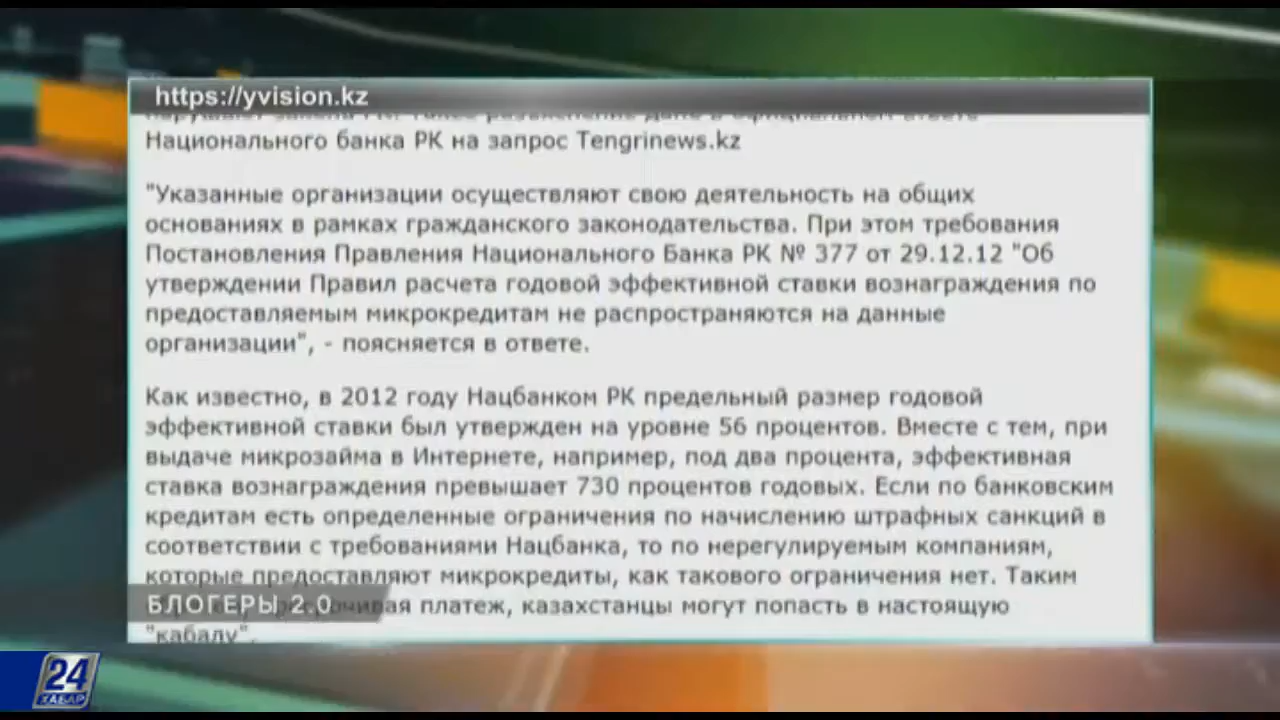 https://yvision.kz
Национального банка РК на запрос Tengrinews.kz
"Указанные организации осуществляют свою деятельность на общих
основаниях в рамках гражданского законодательства. При этом требования
Постановления Правления Национального Банка РК № 377 от 29.12.12 "Об
утверждении Правил расчета годовой эффективной ставки вознаграждения по
предоставляемым микрокредитам не распространяются на данные
организации", - поясняется в ответе.
Как известно, в 2012 году Нацбанком РК предельный размер годовой
эффективной ставки был утвержден на уровне 56 процентов. Вместе с тем, при
выдаче микрозайма в Интернете, например, под два процента, эффективная
ставка вознаграждения превышает 730 процентов годовых. Если по банковским
кредитам есть определенные ограничения по начислению штрафных санкций в
соответствии с требованиями Нацбанка, то по нерегулируемым компаниям,
которые предоставляют микрокредиты, как такового ограничения нет. Таким
платеж, казахстанцы могут попасть в настоящую
"кабалу".
БЛОГЕРЫ 2.0
24
ХАБАР